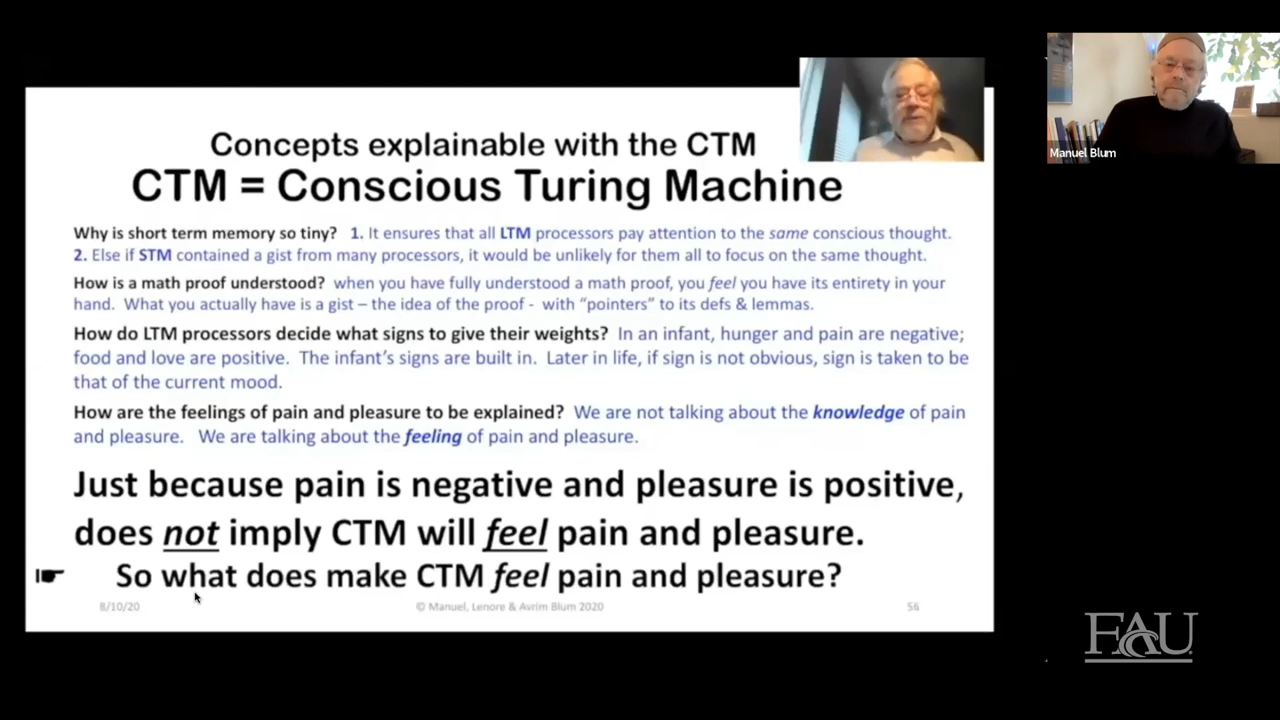 Concepts explainable with the CTM
CTM = Conscious Turing Machine
Why is short term memory so tiny? 1. It ensures that all LTM processors pay attention to the same conscious thought.
2. Else if STM contained a gist from many processors, it would be unlikely for them all to focus on the same thought.
How is a math proof understood? when you have fully understood a math proof, you feel you have its entirety in your
hand. What you actually have is a gist – the idea of the proof - with “pointers” to its defs & lemmas.
How do LTM processors decide what signs to give their weights? In an infant, hunger and pain are negative;
food and love are positive. The infant’s signs are built in. Later in life, if sign is not obvious, sign is taken to be
that of the current mood.
How are the feelings of pain and pleasure to be explained? We are not talking about the knowledge of pain
and pleasure. We are talking about the feeling of pain and pleasure.
Just because pain is negative and pleasure is positive,
does not imply CTM will feel pain and pleasure.
So what does make CTM feel pain and pleasure?
8/10/20 © Manuel, Lenore & Avrim Blum 2020 56
Manuel Blum
FAU